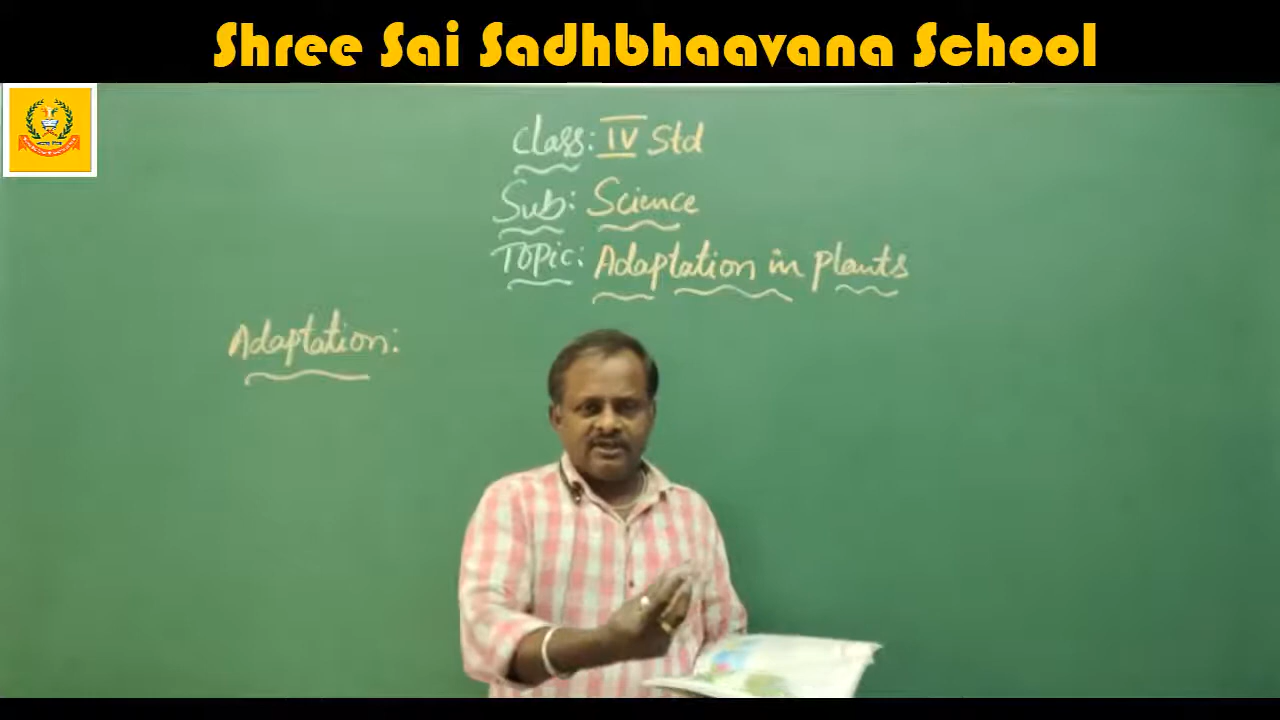 Shree Sai Sadhbhaavana School
Class: IV Std
Sub: Science
Topic: Adaptation in plants
Adaptation: